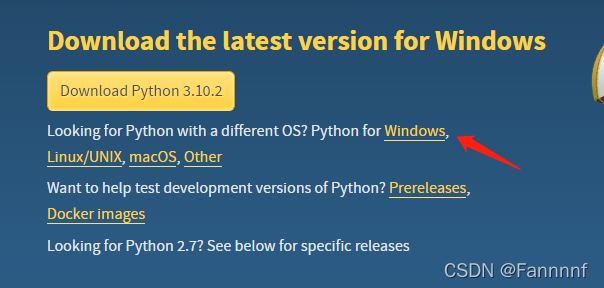 Download the latest version for Windows
Download Python 3.10.2
Looking for Python with a different OS? Python for Windows,
Linux/UNIX, macOS, Other
Want to help test development versions of Python? Prereleases,
Docker images
Looking for Python 2.7? See below for specific releases
CSDN @Fannnnf